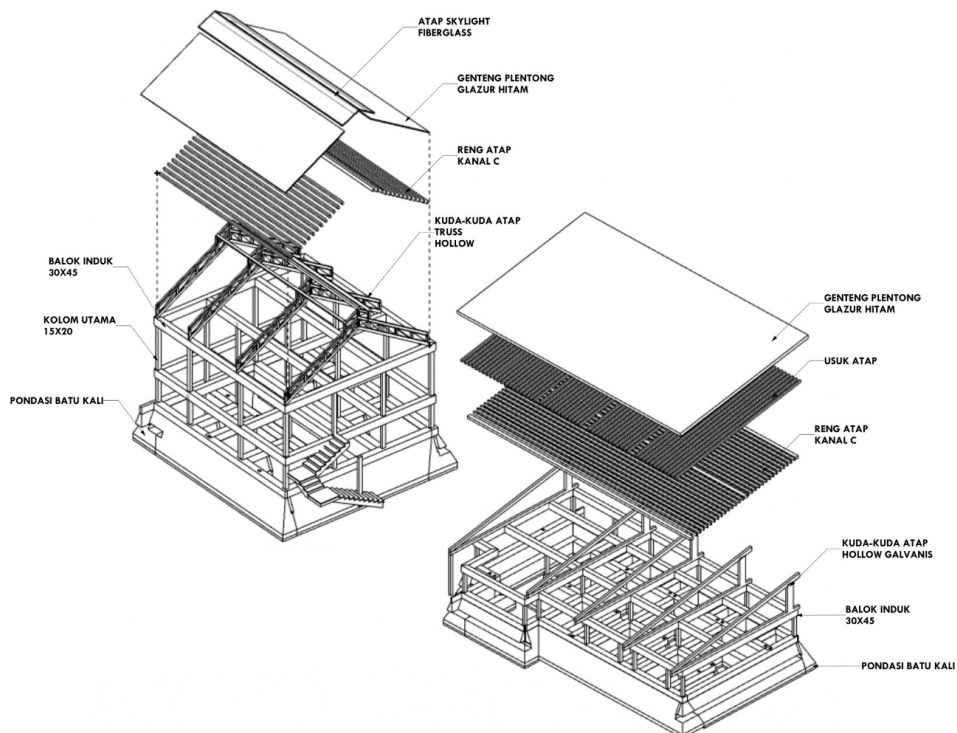 ATAP SKYLIGHT
FIBERGLASS
GENTENG PLENTONG
GLAZUR HITAM
RENG ATAP
KANAL C
KUDA-KUDA ATAP
TRUSS
HOLLOW
BALOK INDUK
30X45
KOLOM UTAMA
15X20
PONDASI BATU KALI
GENTENG PLENTONG
GLAZUR HITAM
USUK ATAP
RENG ATAP
KANAL C
KUDA-KUDA ATAP
HOLLOW GALVANIS
BALOK INDUK
30X45
PONDASI BATU KALI